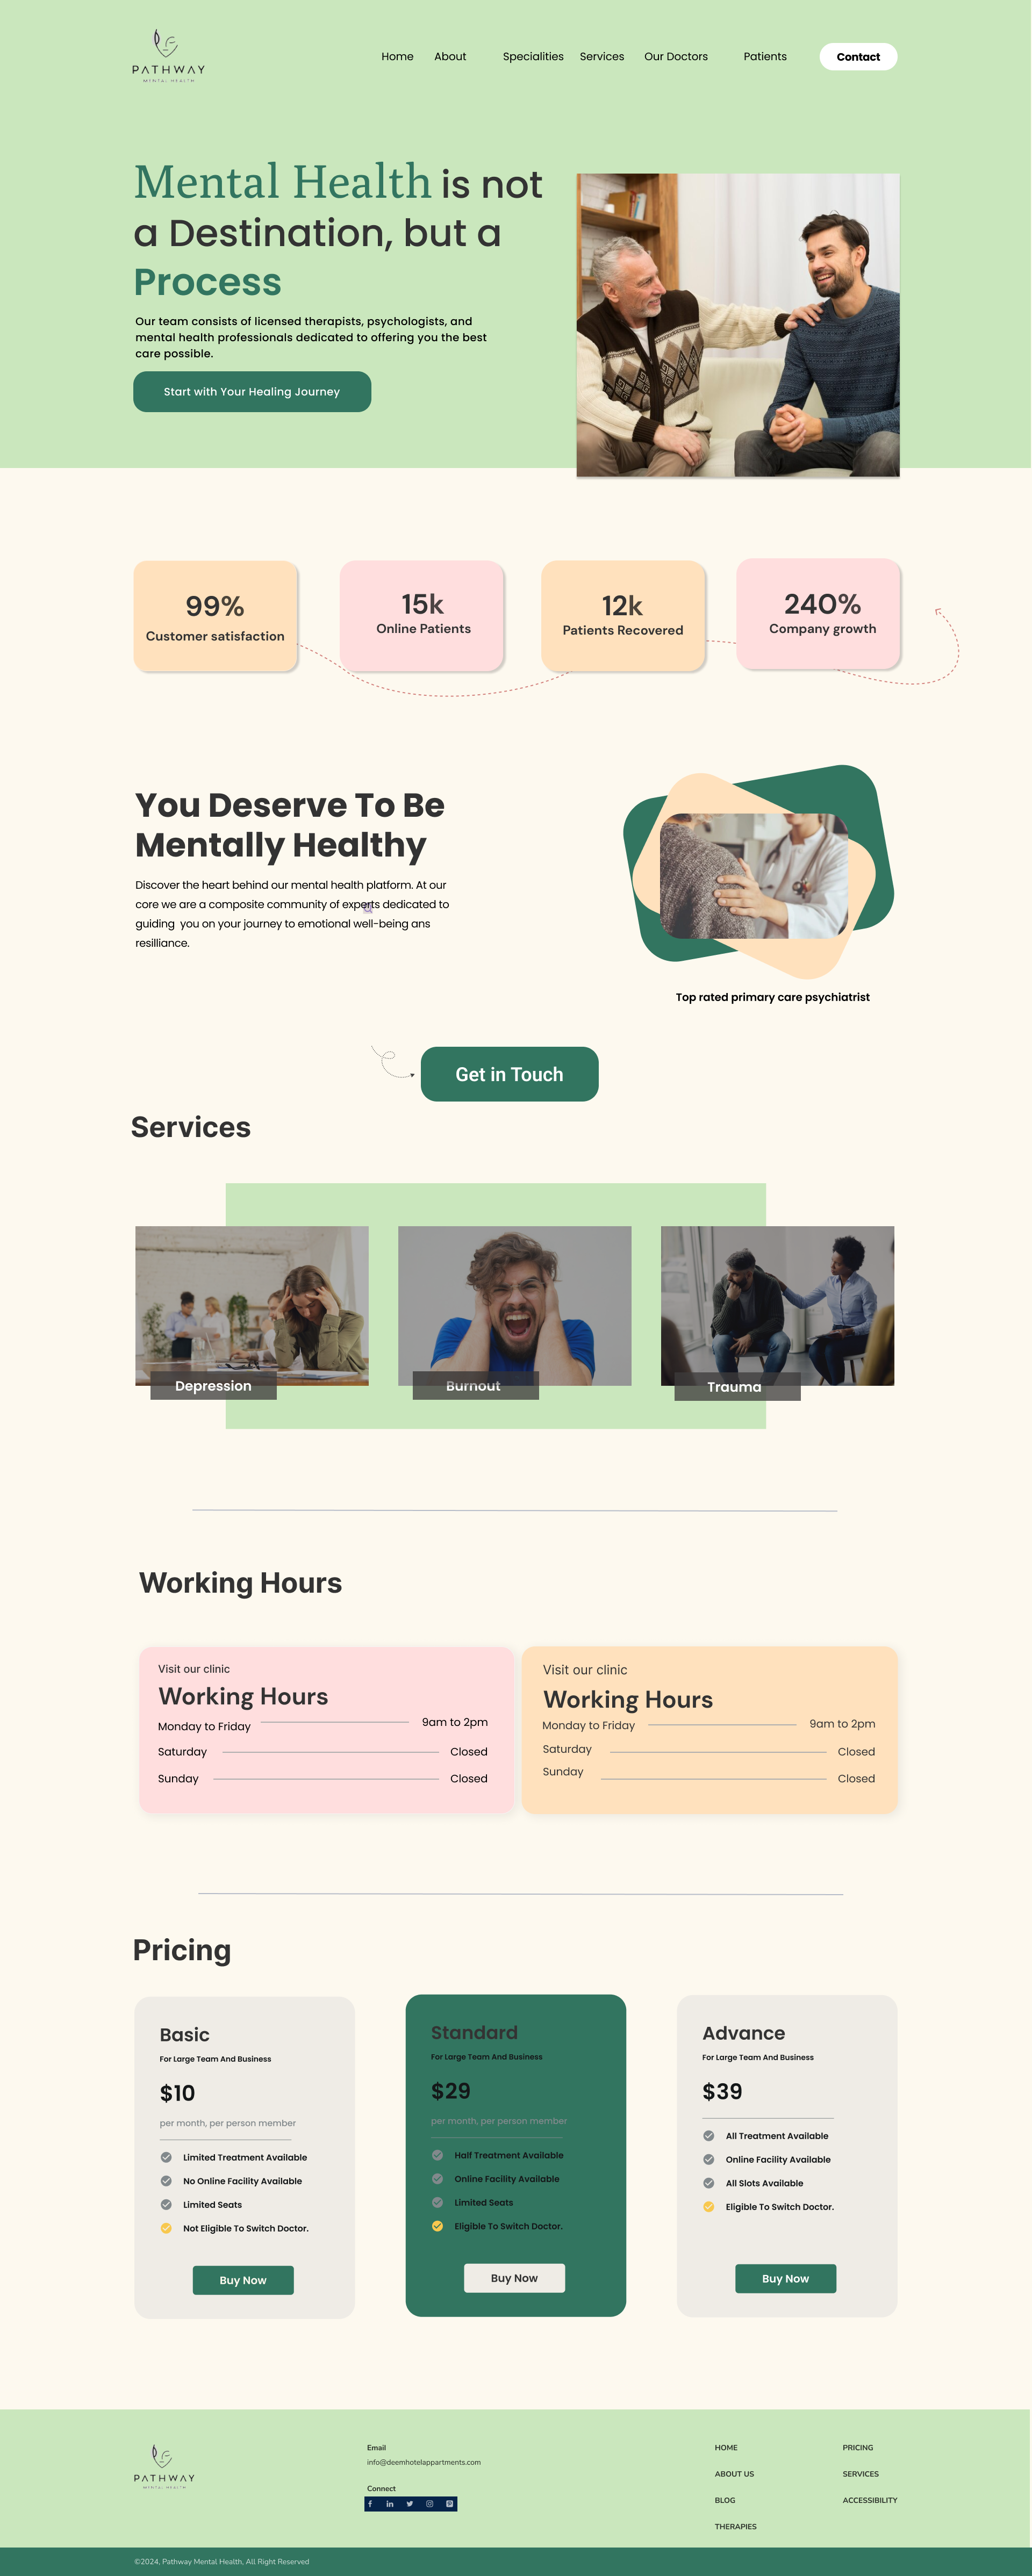 PATHWAY
MENTAL HEALTH
Home About Specialities Services Our Doctors Patients Contact
Mental Health is not
a Destination, but a
Process
Our team consists of licensed therapists, psychologists, and
mental health professionals dedicated to offering you the best
care possible.
Start with Your Healing Journey
99% 15k 12k 240%
Customer satisfaction Online Patients Patients Recovered Company growth
You Deserve To Be
Mentally Healthy
Discover the heart behind our mental health platform. At our
core we are a composite community of experts dedicated to
guiding you on your journey to emotional well-being ans
resilliance.
Top rated primary care psychiatrist
Get in Touch
Services
Depression Burnout Trauma
Working Hours
Visit our clinic
Working Hours
Monday to Friday 9am to 2pm
Saturday Closed
Sunday Closed
Visit our clinic
Working Hours
Monday to Friday 9am to 2pm
Saturday Closed
Sunday Closed
Pricing
Basic
For Large Team And Business
$10
per month, per person member
Limited Treatment Available
No Online Facility Available
Limited Seats
Not Eligible To Switch Doctor.
Buy Now
Standard
For Large Team And Business
$29
per month, per person member
Half Treatment Available
Online Facility Available
Limited Seats
Eligible To Switch Doctor.
Buy Now
Advance
For Large Team And Business
$39
All Treatment Available
Online Facility Available
All Slots Available
Eligible To Switch Doctor.
Buy Now
PATHWAY
MENTAL HEALTH
Email
info@deemhotelappartments.com
Connect
HOME
ABOUT US
BLOG
THERAPIES
PRICING
SERVICES
ACCESSIBILITY
©2024, Pathway Mental Health, All Right Reserved